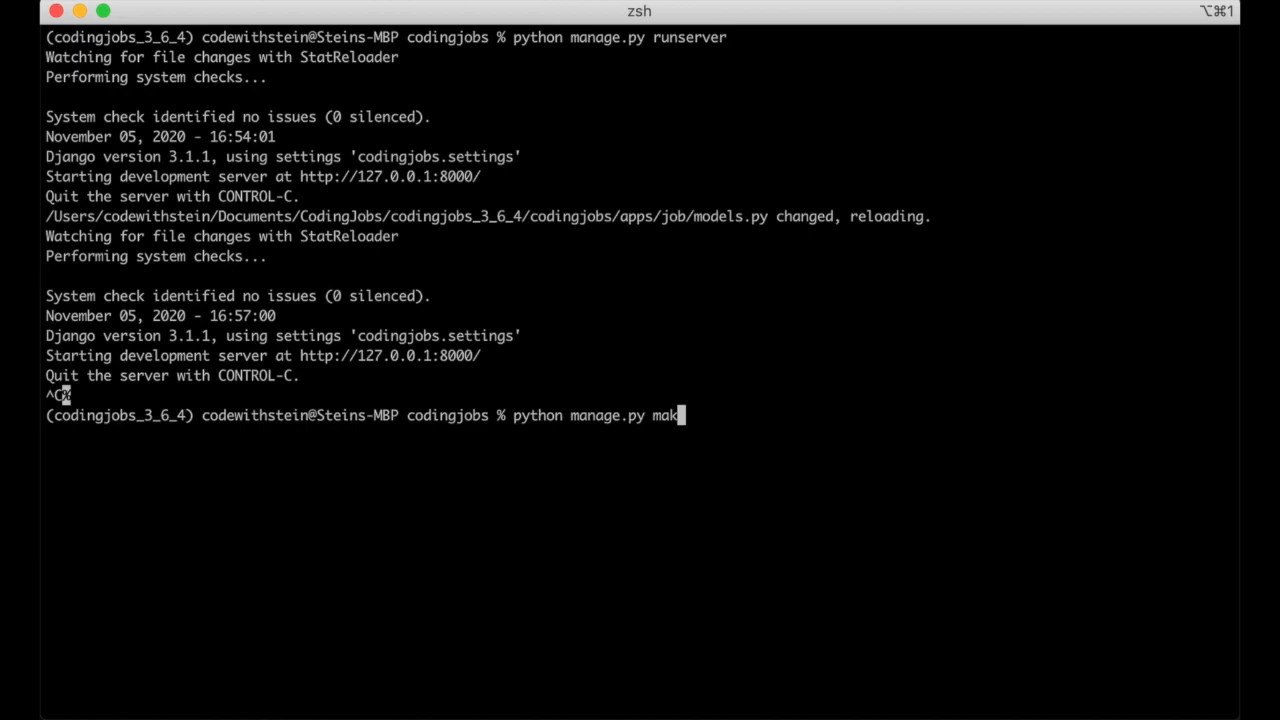 zsh
⌥⌘1
(codingjobs_3_6_4) codewithstein@Steins-MBP codingjobs % python manage.py runserver
Watching for file changes with StatReloader
Performing system checks...
System check identified no issues (0 silenced).
November 05, 2020 - 16:54:01
Django version 3.1.1, using settings 'codingjobs.settings'
Starting development server at http://127.0.0.1:8000/
Quit the server with CONTROL-C.
/Users/codewithstein/Documents/CodingJobs/codingjobs_3_6_4/codingjobs/apps/job/models.py changed, reloading.
Watching for file changes with StatReloader
Performing system checks...
System check identified no issues (0 silenced).
November 05, 2020 - 16:57:00
Django version 3.1.1, using settings 'codingjobs.settings'
Starting development server at http://127.0.0.1:8000/
Quit the server with CONTROL-C.
^C%
(codingjobs_3_6_4) codewithstein@Steins-MBP codingjobs % python manage.py mak